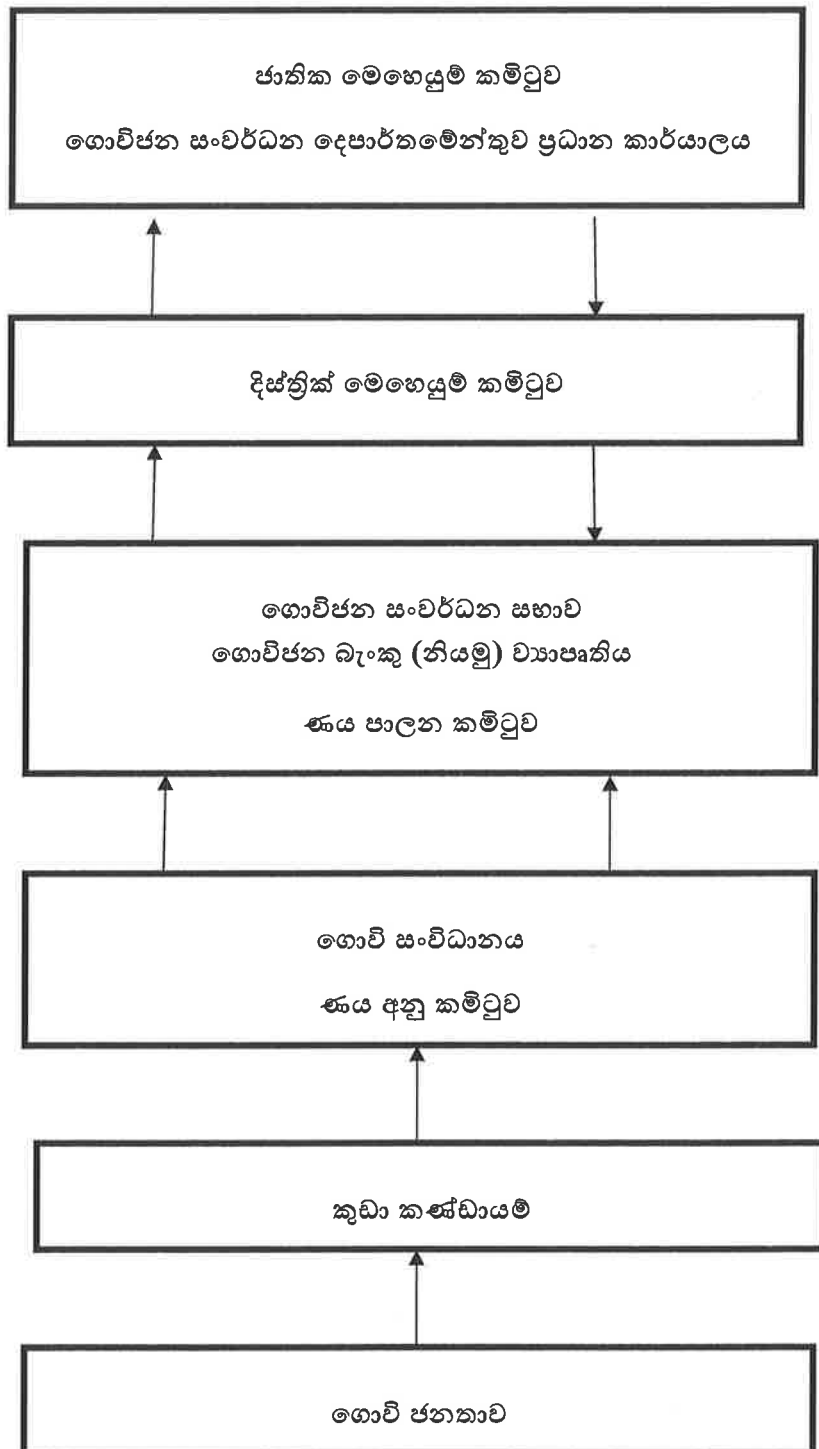 ජාතික මෙහෙයුම් කමිටුව
ගොවිජන සංවර්ධන දෙපාර්තමේන්තුව ප්‍රධාන කාර්යාලය
දිස්ත්‍රික් මෙහෙයුම් කමිටුව
ගොවිජන සංවර්ධන සභාව
ගොවිජන බැංකු (නියමු) ව්‍යාපෘතිය
ණය පාලන කමිටුව
ගොවි සංවිධානය
ණය අනු කමිටුව
කුඩා කණ්ඩායම්
ගොවි ජනතාව